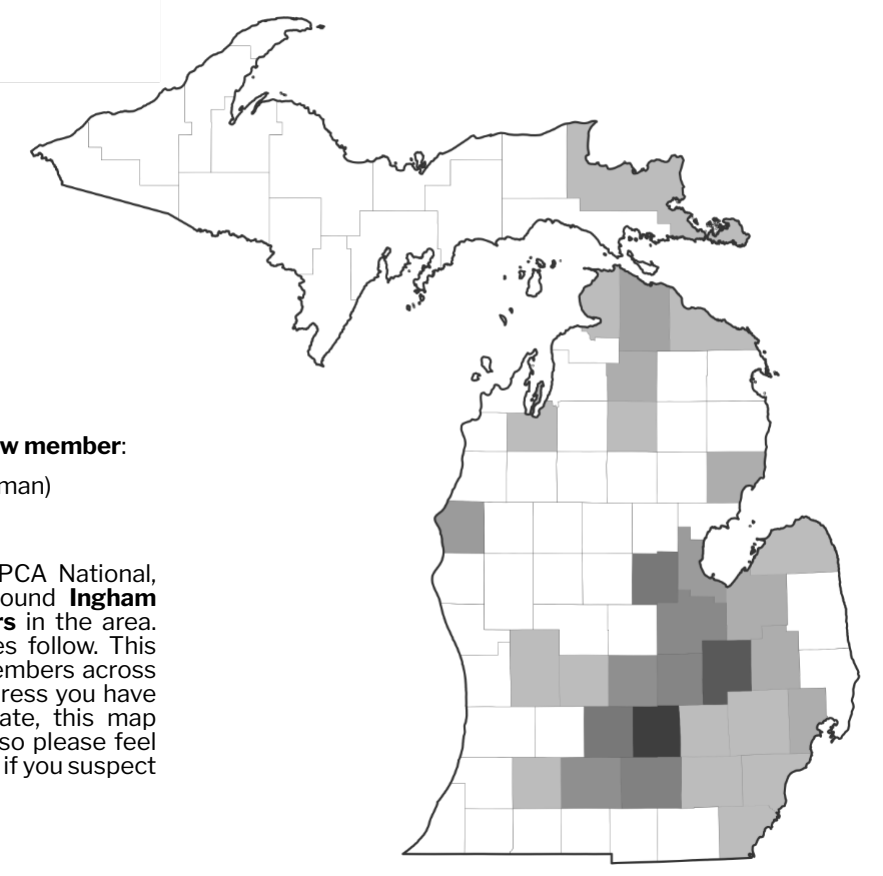 w member:
man)
PCA National,
ound Ingham
rs in the area.
es follow. This
embers across
ress you have
ate, this map
so please feel
if you suspect